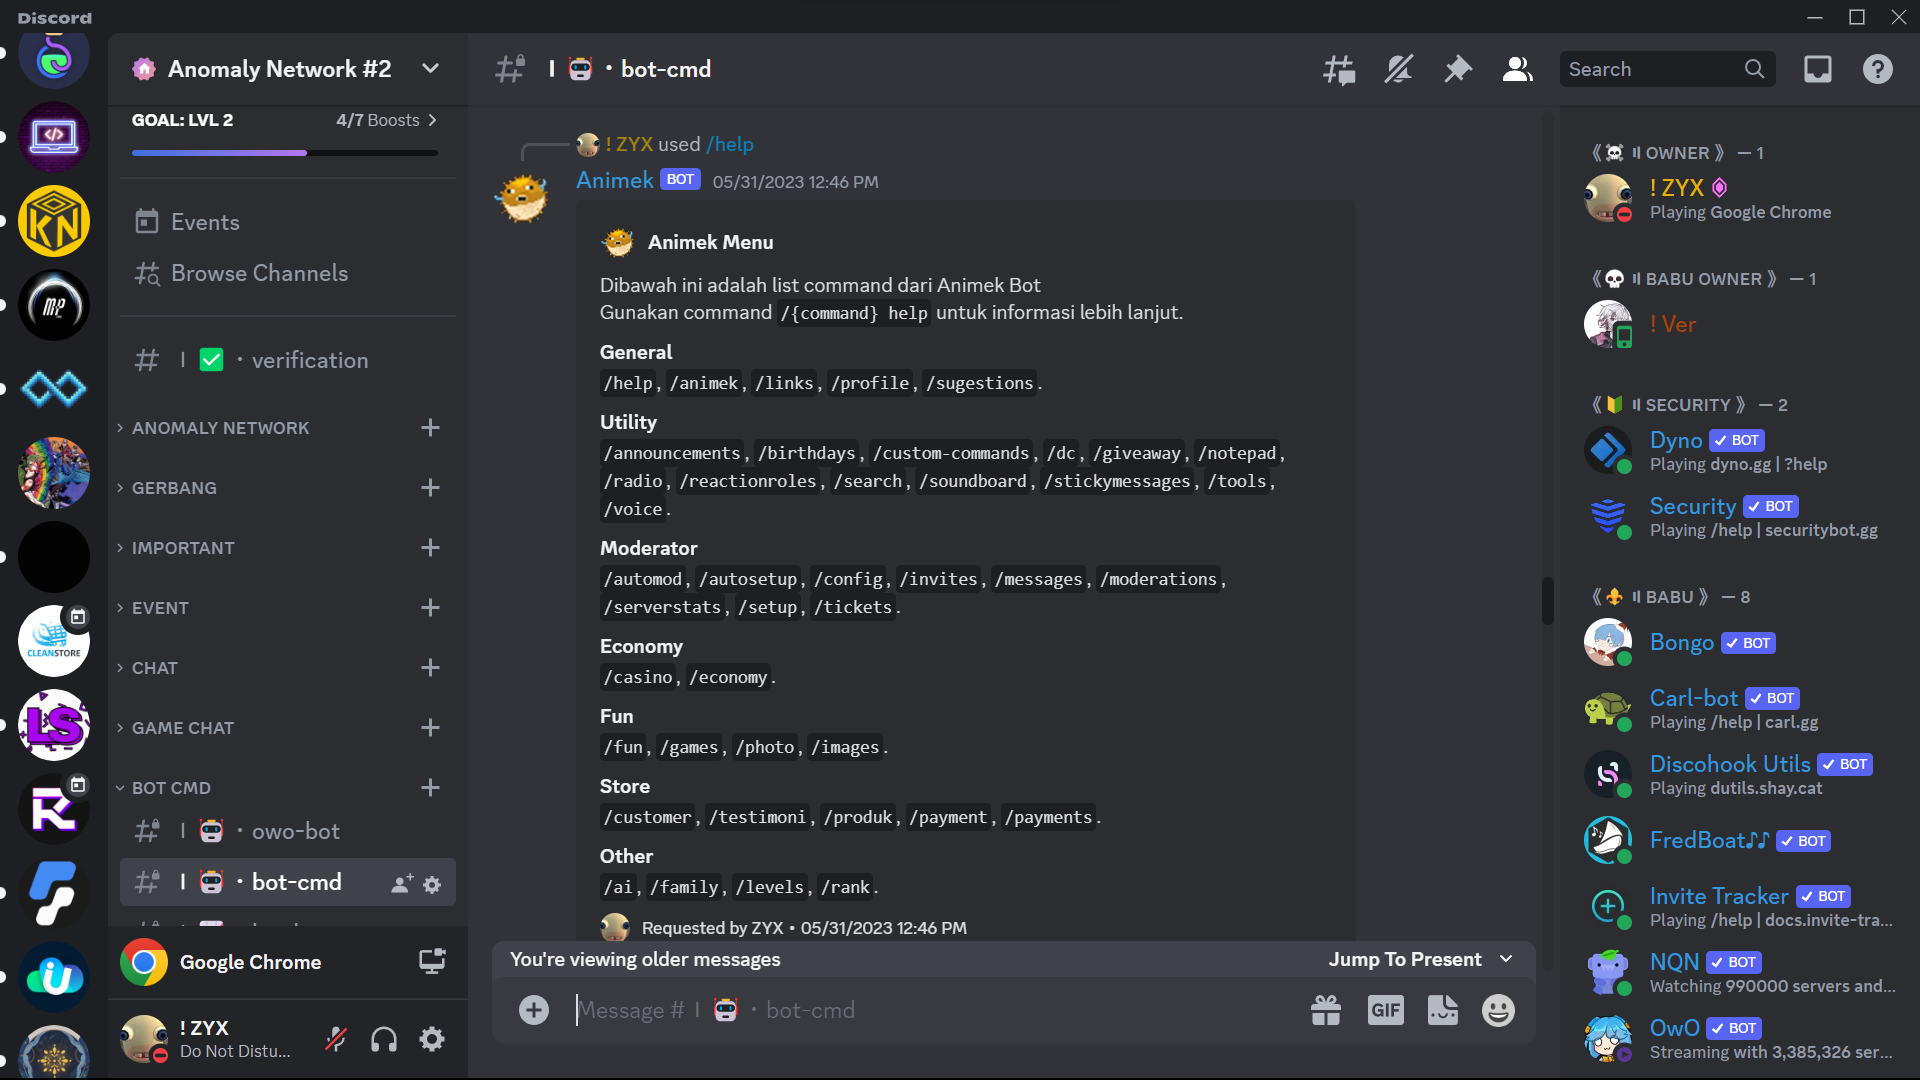 Discord
Anomaly Network #2
GOAL: LVL 2
4/7 Boosts
Events
Browse Channels
verification
ANOMALY NETWORK
GERBANG
IMPORTANT
EVENT
CHAT
GAME CHAT
BOT CMD
owo-bot
bot-cmd
Google Chrome
! ZYX
Do Not Distu...
</>
KN
MP
CLEANSTORE
LS
R
bot-cmd
Search
! ZYX used /help
Animek BOT 05/31/2023 12:46 PM
Animek Menu
Dibawah ini adalah list command dari Animek Bot
Gunakan command /{command} help untuk informasi lebih lanjut.
General
/help, /animek, /links, /profile, /sugestions.
Utility
/announcements, /birthdays, /custom-commands, /dc, /giveaway, /notepad,
/radio, /reactionroles, /search, /soundboard, /stickymessages, /tools,
/voice.
Moderator
/automod, /autosetup, /config, /invites, /messages, /moderations,
/serverstats, /setup, /tickets.
Economy
/casino, /economy.
Fun
/fun, /games, /photo, /images.
Store
/customer, /testimoni, /produk, /payment, /payments.
Other
/ai, /family, /levels, /rank.
Requested by ZYX • 05/31/2023 12:46 PM
You're viewing older messages
Jump To Present
Message # bot-cmd
GIF
《☠️ OWNER 》 — 1
! ZYX
Playing Google Chrome
《💀 BABU OWNER 》 — 1
! Ver
《🔰 SECURITY 》 — 2
Dyno ✓ BOT
Playing dyno.gg | ?help
Security ✓ BOT
Playing /help | securitybot.gg
《⚜️ BABU 》 — 8
Bongo ✓ BOT
Carl-bot ✓ BOT
Playing /help | carl.gg
Discohook Utils ✓ BOT
Playing dutils.shay.cat
FredBoat♪♪ ✓ BOT
Invite Tracker ✓ BOT
Playing /help | docs.invite-tra...
NQN ✓ BOT
Watching 990000 servers and...
OwO ✓ BOT
Streaming with 3,385,326 ser...